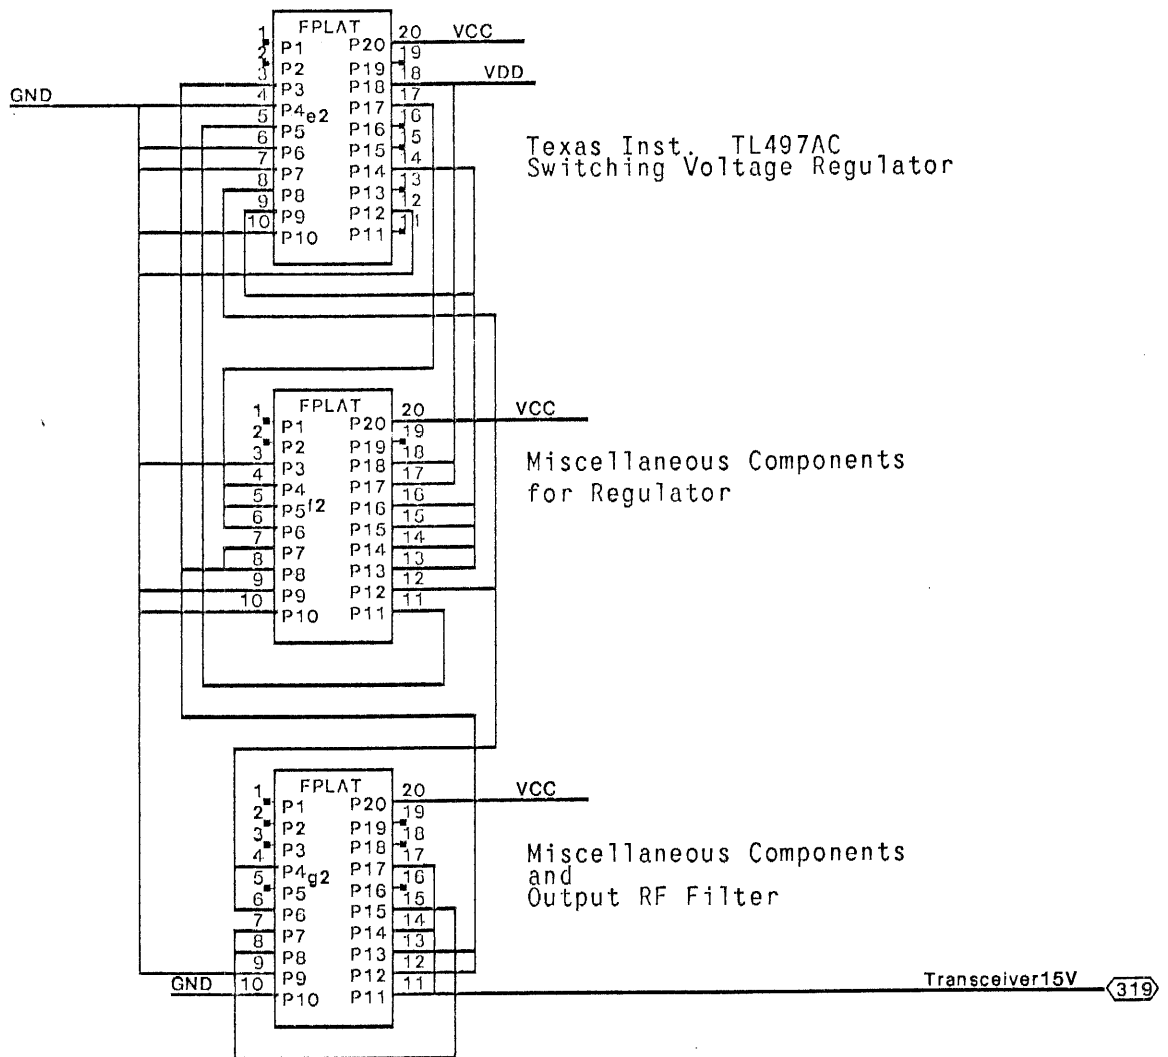 FPLAT
1 P1 P20 20 VCC
2 P2 P19 19
3 P3 P18 18 VDD
GND 4 P4 P17 17
e2
5 P5 P16 16
6 P6 P15 15
7 P7 P14 14
8 P8 P13 13
9 P9 P12 12
10 P10 P11 11
Texas Inst. TL497AC
Switching Voltage Regulator
FPLAT
1 P1 P20 20 VCC
2 P2 P19 19
3 P3 P18 18
4 P4 P17 17
5 P5 P16 16
f2
6 P6 P15 15
7 P7 P14 14
8 P8 P13 13
9 P9 P12 12
10 P10 P11 11
Miscellaneous Components
for Regulator
FPLAT
1 P1 P20 20 VCC
2 P2 P19 19
3 P3 P18 18
4 P4 P17 17
g2
5 P5 P16 16
6 P6 P15 15
7 P7 P14 14
8 P8 P13 13
9 P9 P12 12
GND 10 P10 P11 11 Transceiver15V 319
Miscellaneous Components
and
Output RF Filter